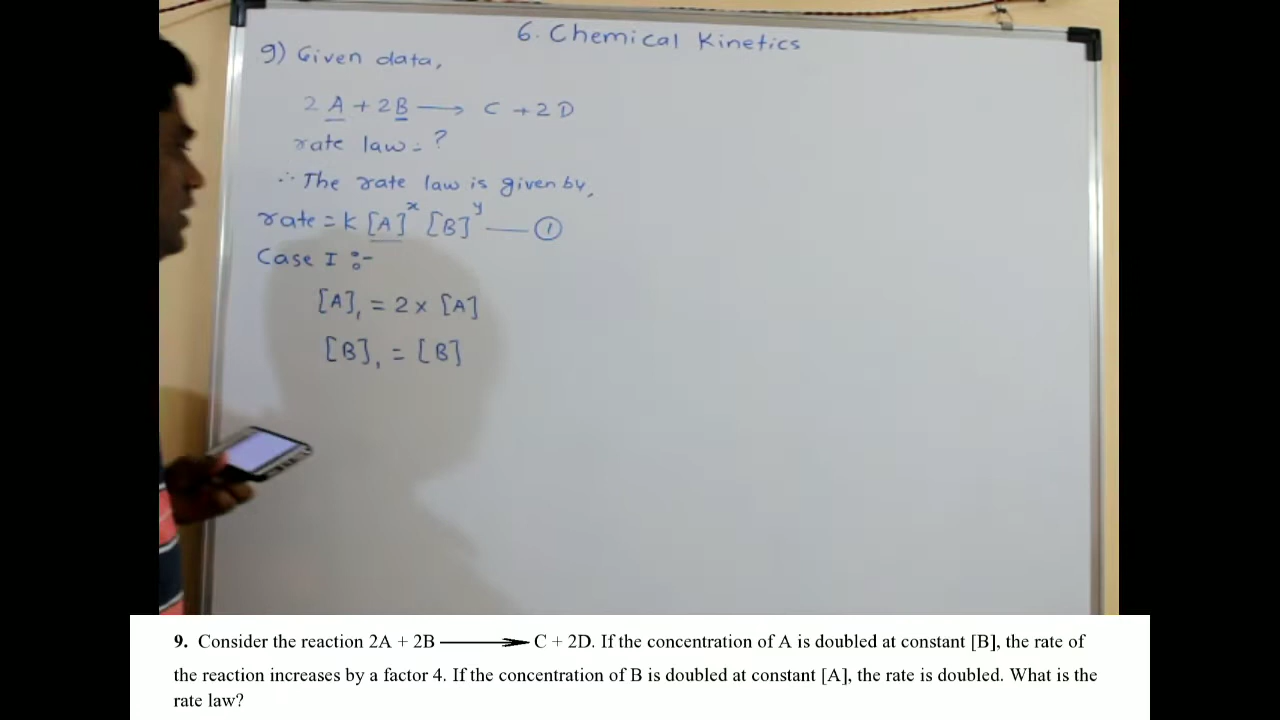 6. Chemical Kinetics
9) Given data,
2 A + 2 B ⟶ C + 2 D
rate law = ?
∴ The rate law is given by,
rate = k [A]ˣ [B]ʸ — ①
Case I :-
[A]₁ = 2 × [A]
[B]₁ = [B]
9. Consider the reaction 2A + 2B ⟶ C + 2D. If the concentration of A is doubled at constant [B], the rate of
the reaction increases by a factor 4. If the concentration of B is doubled at constant [A], the rate is doubled. What is the
rate law?